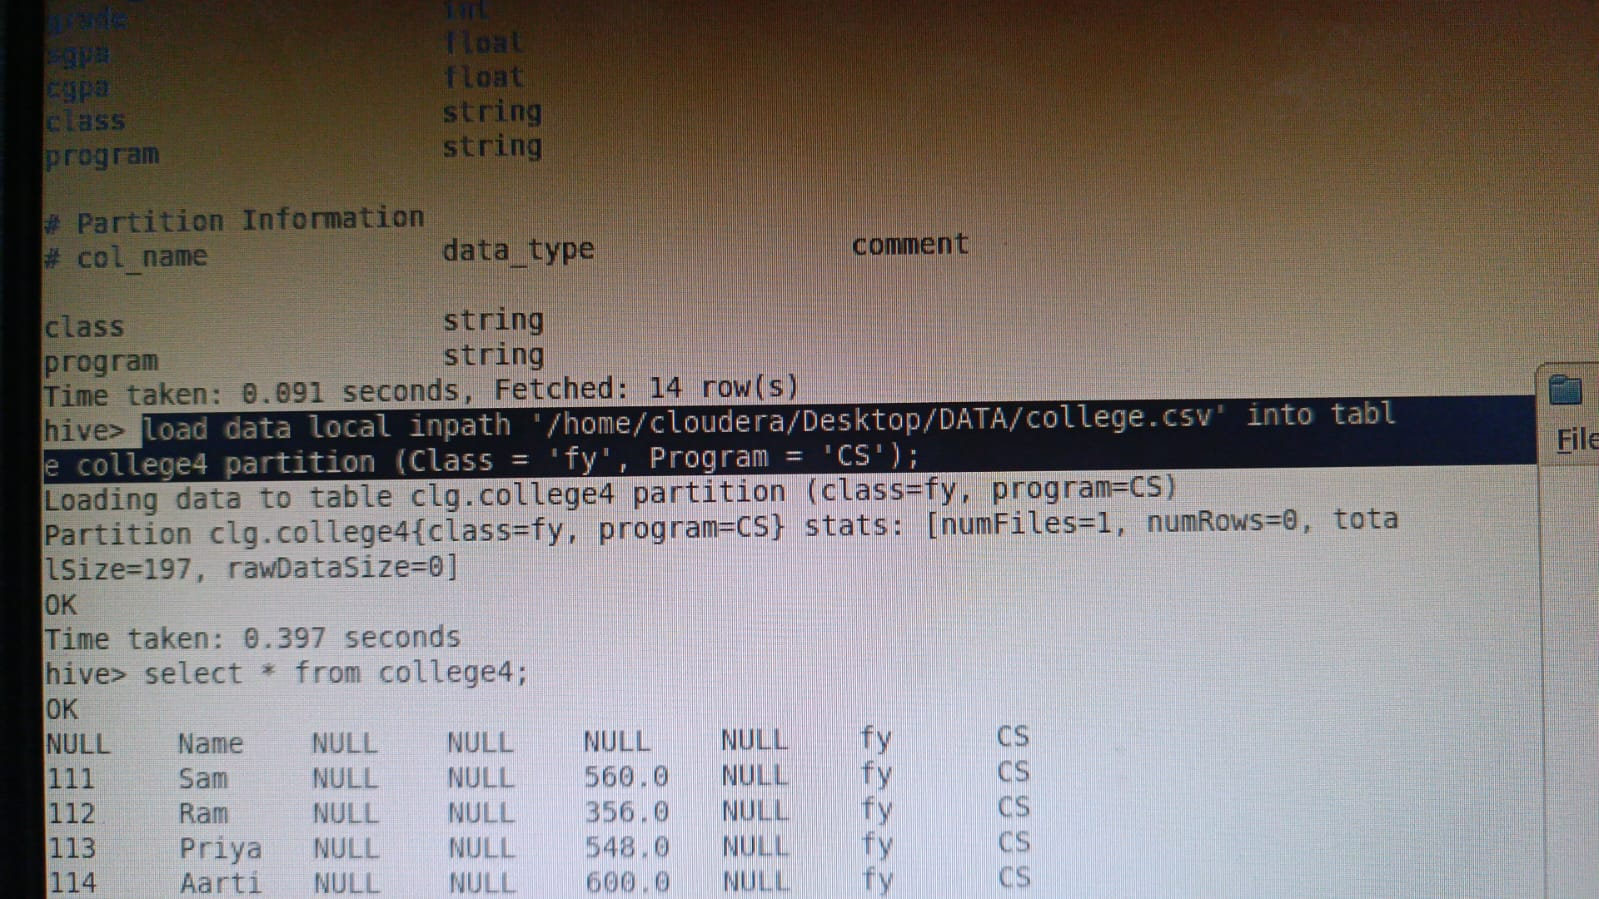 grade int
sgpa float
cgpa float
class string
program string
# Partition Information
# col_name data_type comment
class string
program string
Time taken: 0.091 seconds, Fetched: 14 row(s)
hive> load data local inpath '/home/cloudera/Desktop/DATA/college.csv' into tabl
e college4 partition (Class = 'fy', Program = 'CS');
Loading data to table clg.college4 partition (class=fy, program=CS)
Partition clg.college4{class=fy, program=CS} stats: [numFiles=1, numRows=0, tota
lSize=197, rawDataSize=0]
OK
Time taken: 0.397 seconds
hive> select * from college4;
OK
NULL Name NULL NULL NULL NULL fy CS
111 Sam NULL NULL 560.0 NULL fy CS
112 Ram NULL NULL 356.0 NULL fy CS
113 Priya NULL NULL 548.0 NULL fy CS
114 Aarti NULL NULL 600.0 NULL fy CS
File